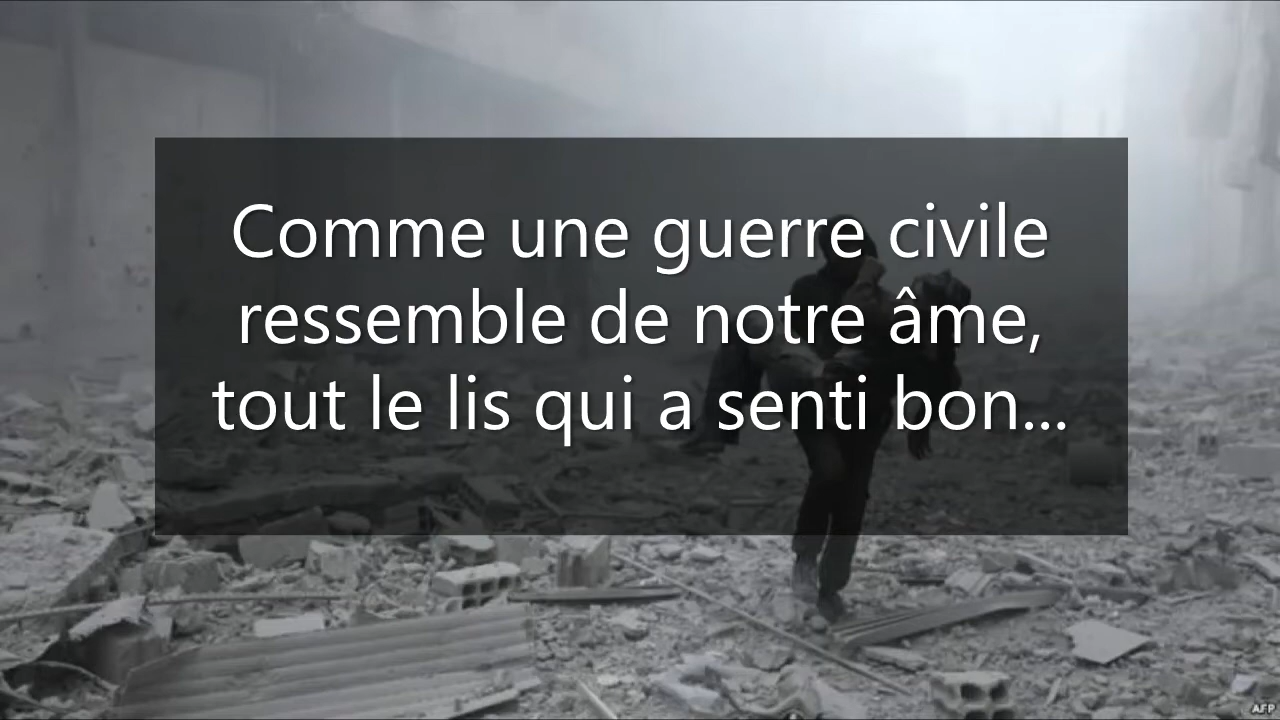 Comme une guerre civile
ressemble de notre âme,
tout le lis qui a senti bon...
AFP